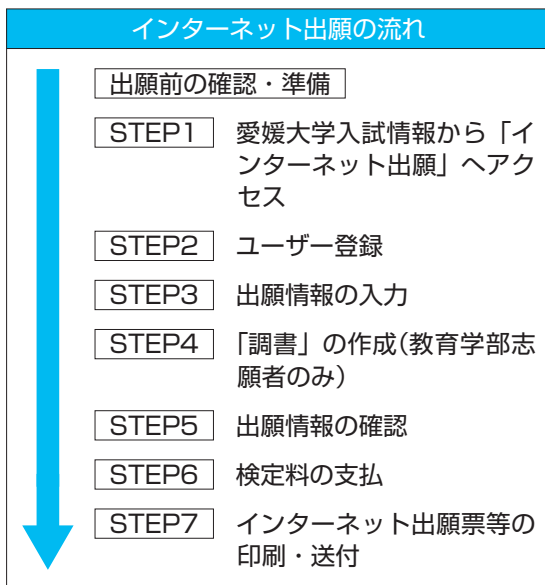 インターネット出願の流れ
出願前の確認・準備
STEP1 愛媛大学入試情報から「イ
ンターネット出願」へアク
セス
STEP2 ユーザー登録
STEP3 出願情報の入力
STEP4 「調書」の作成(教育学部志
願者のみ)
STEP5 出願情報の確認
STEP6 検定料の支払
STEP7 インターネット出願票等の
印刷・送付